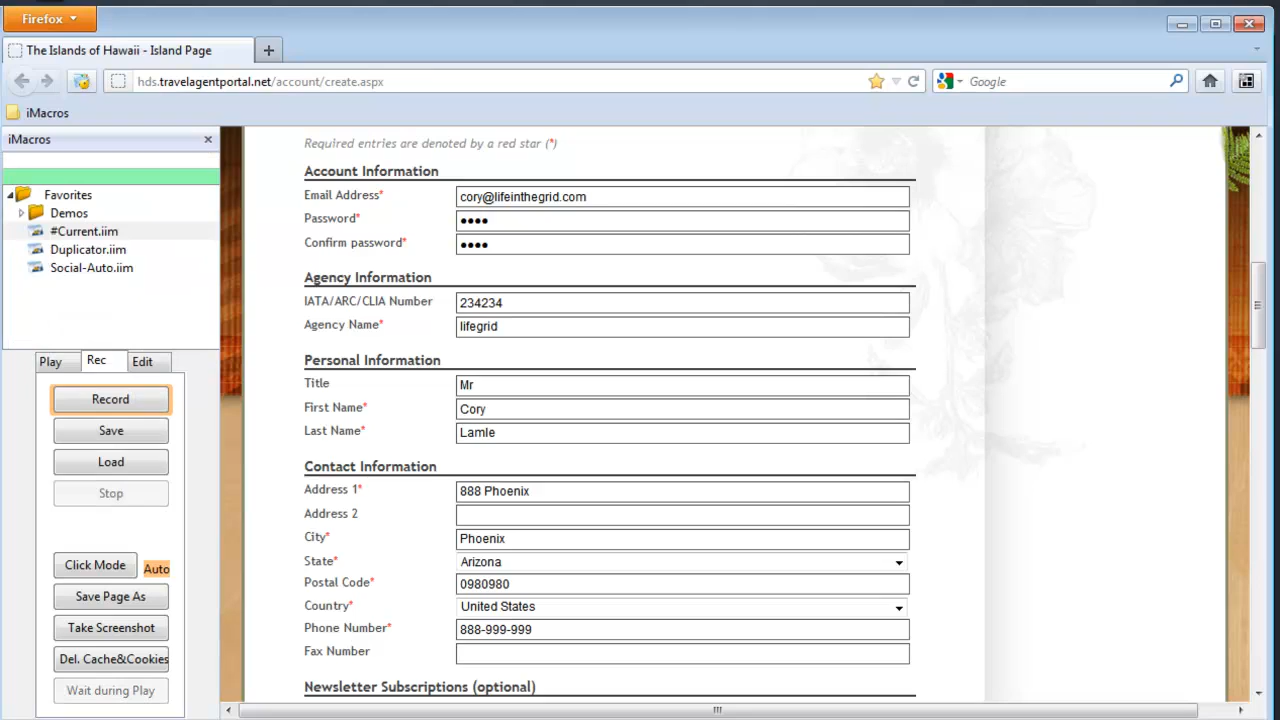 Firefox
The Islands of Hawaii - Island Page
hds.travelagentportal.net/account/create.aspx
Google
iMacros
iMacros
Favorites
Demos
#Current.iim
Duplicator.iim
Social-Auto.iim
Play Rec Edit
Record
Save
Load
Stop
Click Mode Auto
Save Page As
Take Screenshot
Del. Cache&Cookies
Wait during Play
Required entries are denoted by a red star (*)
Account Information
Email Address* cory@lifeinthegrid.com
Password* ••••
Confirm password* ••••
Agency Information
IATA/ARC/CLIA Number 234234
Agency Name* lifegrid
Personal Information
Title Mr
First Name* Cory
Last Name* Lamle
Contact Information
Address 1* 888 Phoenix
Address 2
City* Phoenix
State* Arizona
Postal Code* 0980980
Country* United States
Phone Number* 888-999-999
Fax Number
Newsletter Subscriptions (optional)